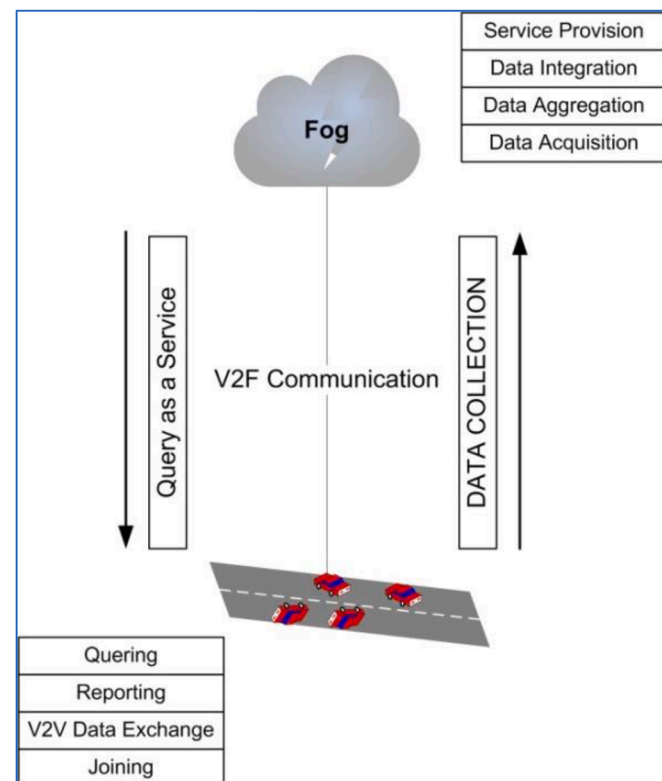 Service Provision
Data Integration
Data Aggregation
Data Acquisition
Fog
Query as a Service
V2F Communication
DATA COLLECTION
Quering
Reporting
V2V Data Exchange
Joining